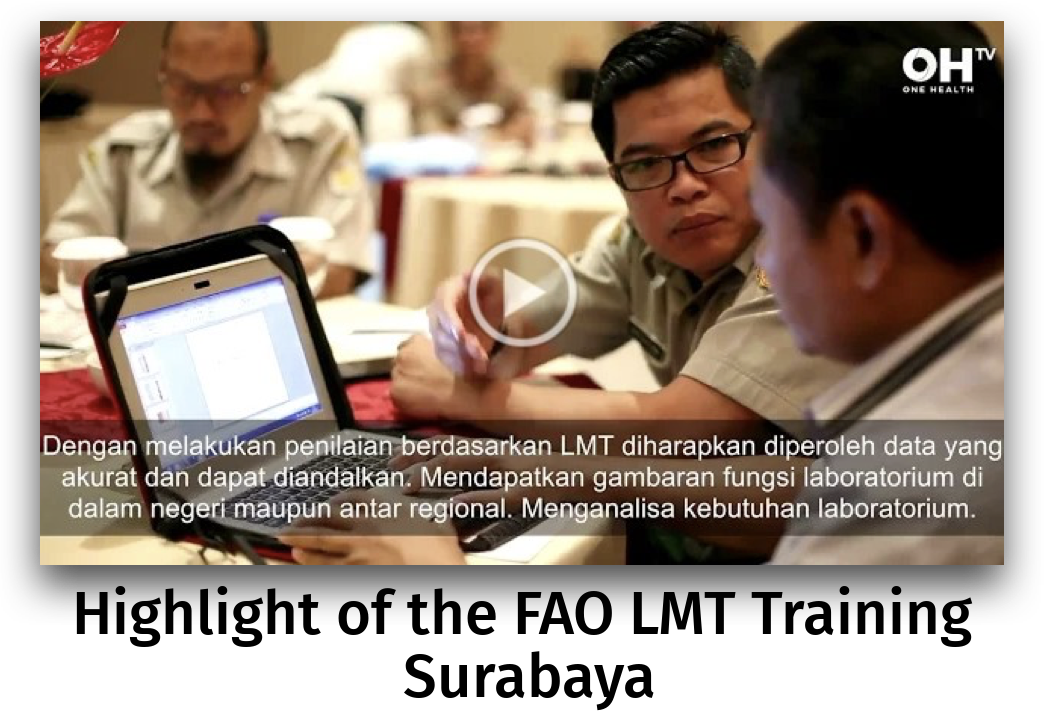 OH TV
ONE HEALTH
Dengan melakukan penilaian berdasarkan LMT diharapkan diperoleh data yang
akurat dan dapat diandalkan. Mendapatkan gambaran fungsi laboratorium di
dalam negeri maupun antar regional. Menganalisa kebutuhan laboratorium.
Highlight of the FAO LMT Training
Surabaya